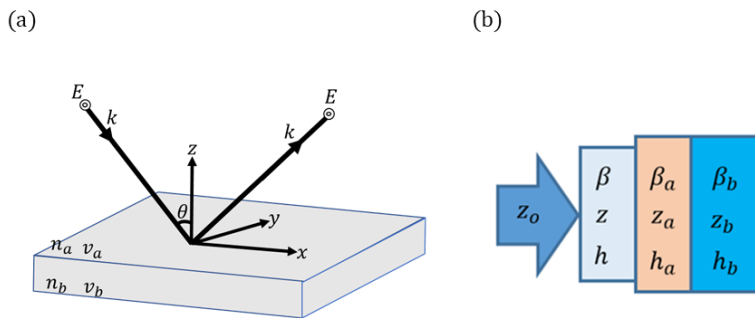 (a)
(b)
E
E
k
k
z
θ
y
x
n_a v_a
n_b v_b
z_o
β β_a β_b
z z_a z_b
h h_a h_b